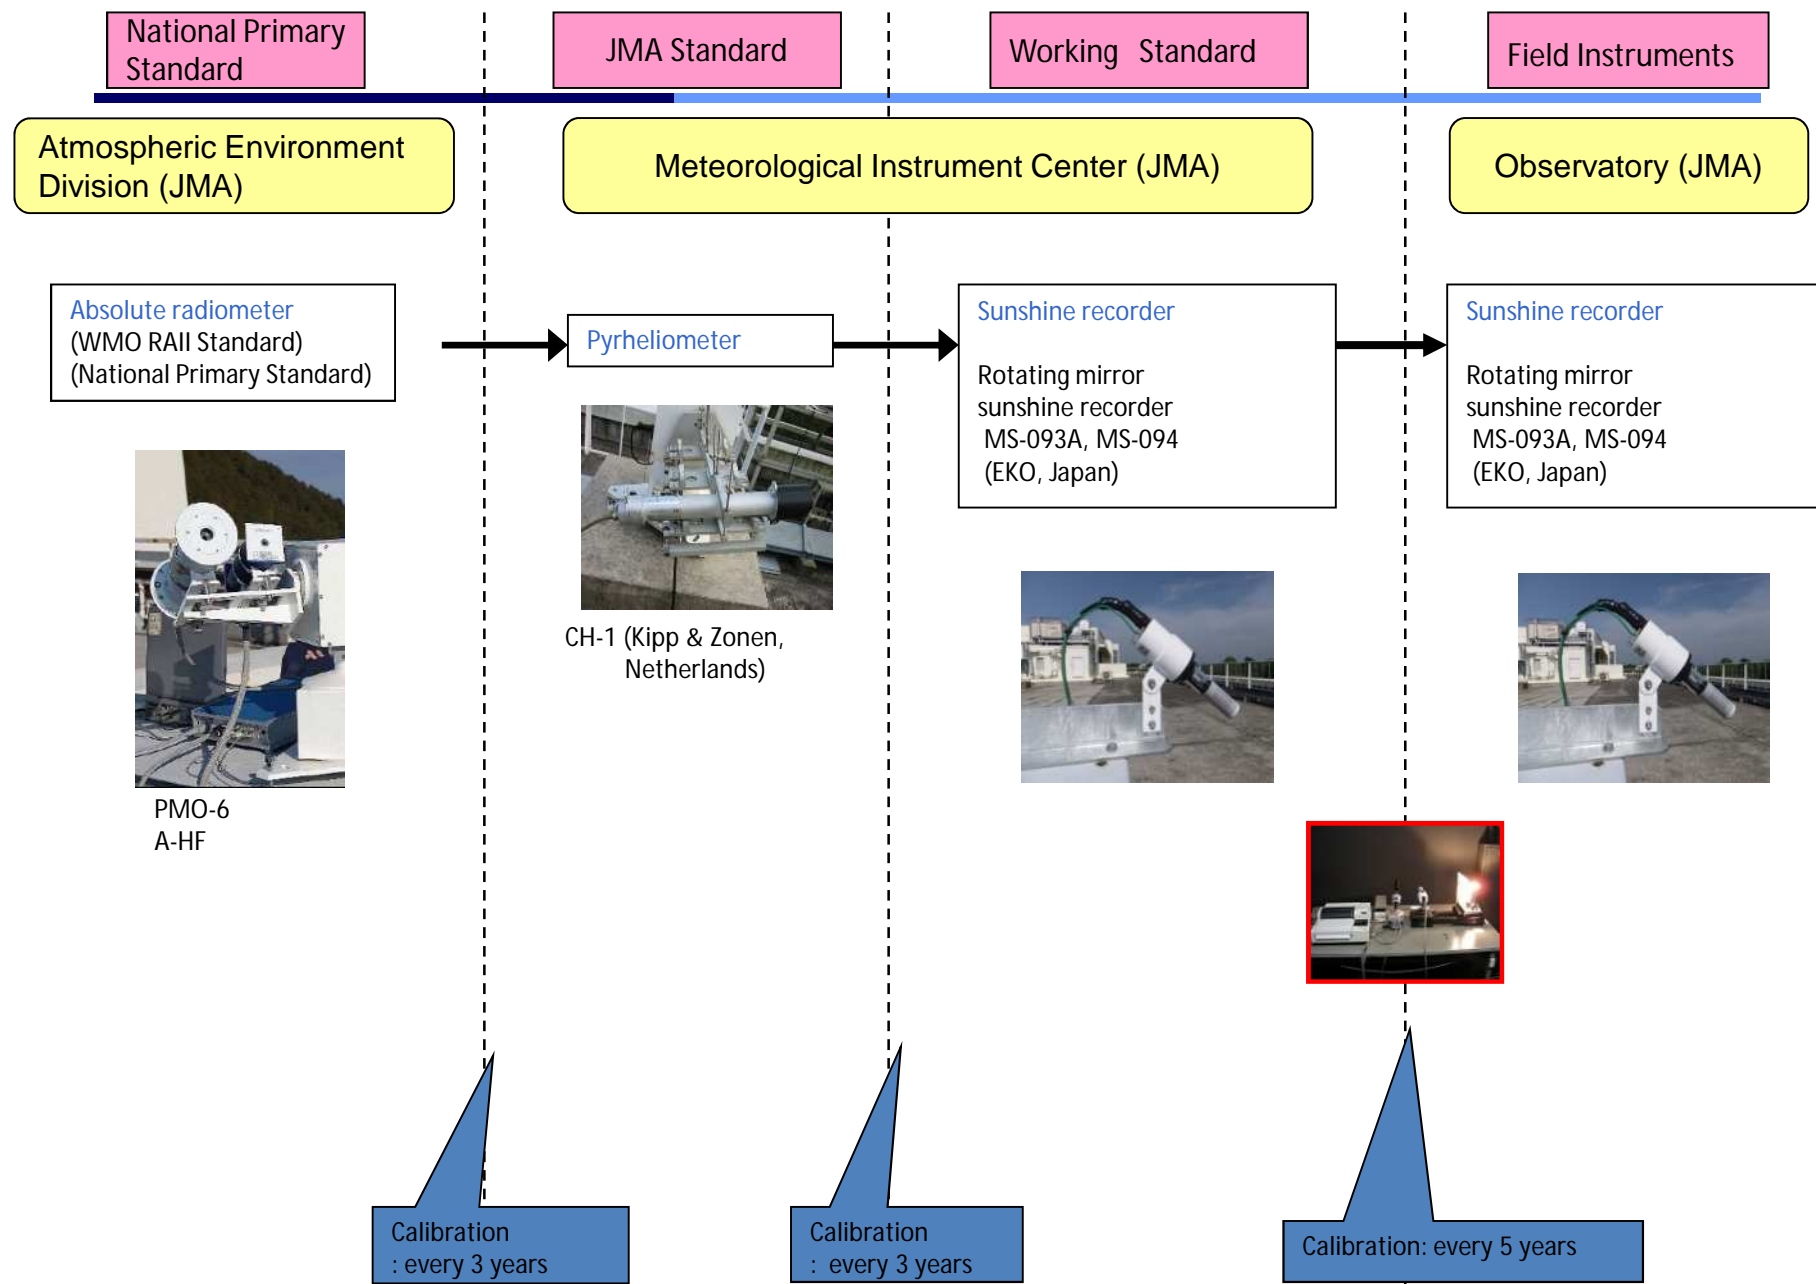 National Primary
Standard
JMA Standard
Working Standard
Field Instruments
Atmospheric Environment
Division (JMA)
Meteorological Instrument Center (JMA)
Observatory (JMA)
Absolute radiometer
(WMO RAII Standard)
(National Primary Standard)
Pyrheliometer
Sunshine recorder
Rotating mirror
sunshine recorder
MS-093A, MS-094
(EKO, Japan)
Sunshine recorder
Rotating mirror
sunshine recorder
MS-093A, MS-094
(EKO, Japan)
CH-1 (Kipp & Zonen,
Netherlands)
PMO-6
A-HF
Calibration
: every 3 years
Calibration
: every 3 years
Calibration: every 5 years